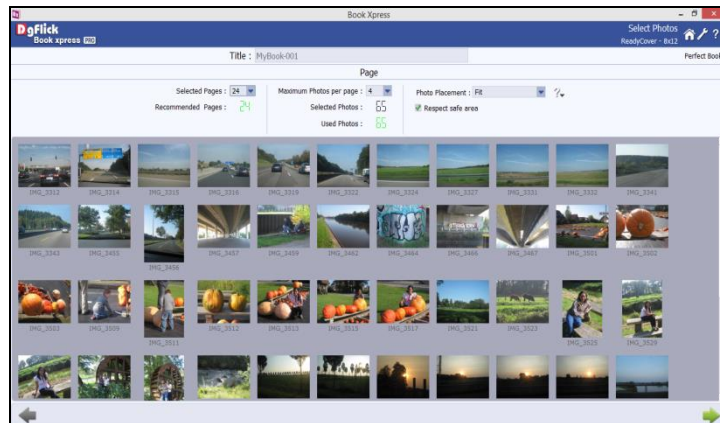 Book Xpress
DgFlick
Book xpress PRO
Select Photos
ReadyCover - 8x12
Title : MyBook-001
Perfect Book
Page
Selected Pages : 24
Recommended Pages : 24
Maximum Photos per page : 4
Selected Photos : 65
Used Photos : 65
Photo Placement : Fit
Respect safe area
IMG_3313 IMG_3314 IMG_3315 IMG_3316 IMG_3319 IMG_3322 IMG_3324 IMG_3327 IMG_3331 IMG_3332 IMG_3341
IMG_3343 IMG_3455 IMG_3456 IMG_3457 IMG_3459 IMG_3462 IMG_3464 IMG_3466 IMG_3467 IMG_3501 IMG_3502
IMG_3503 IMG_3509 IMG_3511 IMG_3512 IMG_3513 IMG_3515 IMG_3517 IMG_3521 IMG_3523 IMG_3525 IMG_3529